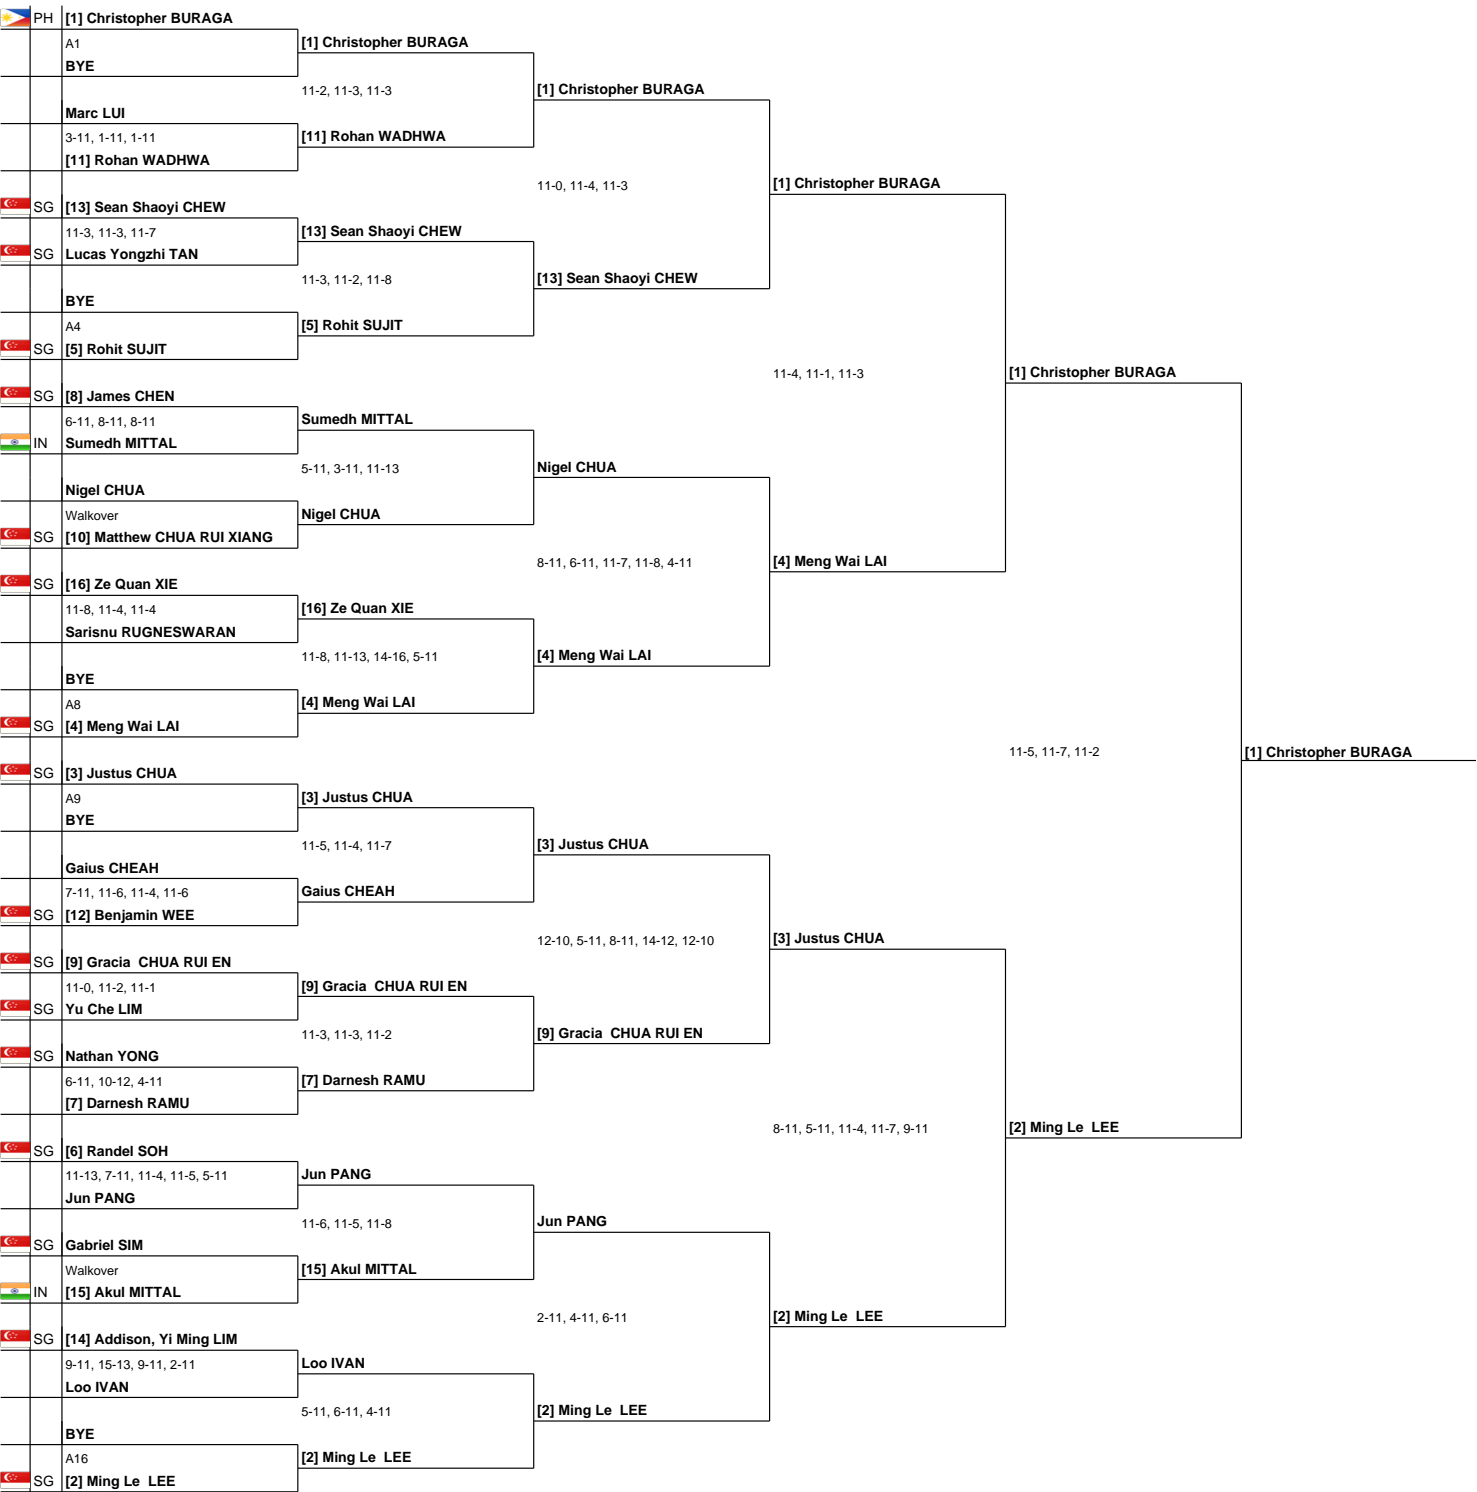 PH [1] Christopher BURAGA
A1
BYE
Marc LUI
3-11, 1-11, 1-11
[11] Rohan WADHWA
SG [13] Sean Shaoyi CHEW
11-3, 11-3, 11-7
SG Lucas Yongzhi TAN
BYE
A4
SG [5] Rohit SUJIT
SG [8] James CHEN
6-11, 8-11, 8-11
IN Sumedh MITTAL
Nigel CHUA
Walkover
SG [10] Matthew CHUA RUI XIANG
SG [16] Ze Quan XIE
11-8, 11-4, 11-4
Sarisnu RUGNESWARAN
BYE
A8
SG [4] Meng Wai LAI
SG [3] Justus CHUA
A9
BYE
Gaius CHEAH
7-11, 11-6, 11-4, 11-6
SG [12] Benjamin WEE
SG [9] Gracia  CHUA RUI EN
11-0, 11-2, 11-1
SG Yu Che LIM
SG Nathan YONG
6-11, 10-12, 4-11
[7] Darnesh RAMU
SG [6] Randel SOH
11-13, 7-11, 11-4, 11-5, 5-11
Jun PANG
SG Gabriel SIM
Walkover
IN [15] Akul MITTAL
SG [14] Addison, Yi Ming LIM
9-11, 15-13, 9-11, 2-11
Loo IVAN
BYE
A16
SG [2] Ming Le  LEE
[1] Christopher BURAGA
11-2, 11-3, 11-3
[11] Rohan WADHWA
[13] Sean Shaoyi CHEW
11-3, 11-2, 11-8
[5] Rohit SUJIT
Sumedh MITTAL
5-11, 3-11, 11-13
Nigel CHUA
[16] Ze Quan XIE
11-8, 11-13, 14-16, 5-11
[4] Meng Wai LAI
[3] Justus CHUA
11-5, 11-4, 11-7
Gaius CHEAH
[9] Gracia  CHUA RUI EN
11-3, 11-3, 11-2
[7] Darnesh RAMU
Jun PANG
11-6, 11-5, 11-8
[15] Akul MITTAL
Loo IVAN
5-11, 6-11, 4-11
[2] Ming Le  LEE
[1] Christopher BURAGA
11-0, 11-4, 11-3
[13] Sean Shaoyi CHEW
Nigel CHUA
8-11, 6-11, 11-7, 11-8, 4-11
[4] Meng Wai LAI
[3] Justus CHUA
12-10, 5-11, 8-11, 14-12, 12-10
[9] Gracia  CHUA RUI EN
Jun PANG
2-11, 4-11, 6-11
[2] Ming Le  LEE
[1] Christopher BURAGA
11-4, 11-1, 11-3
[4] Meng Wai LAI
[3] Justus CHUA
8-11, 5-11, 11-4, 11-7, 9-11
[2] Ming Le  LEE
[1] Christopher BURAGA
11-5, 11-7, 11-2
[2] Ming Le  LEE
[1] Christopher BURAGA